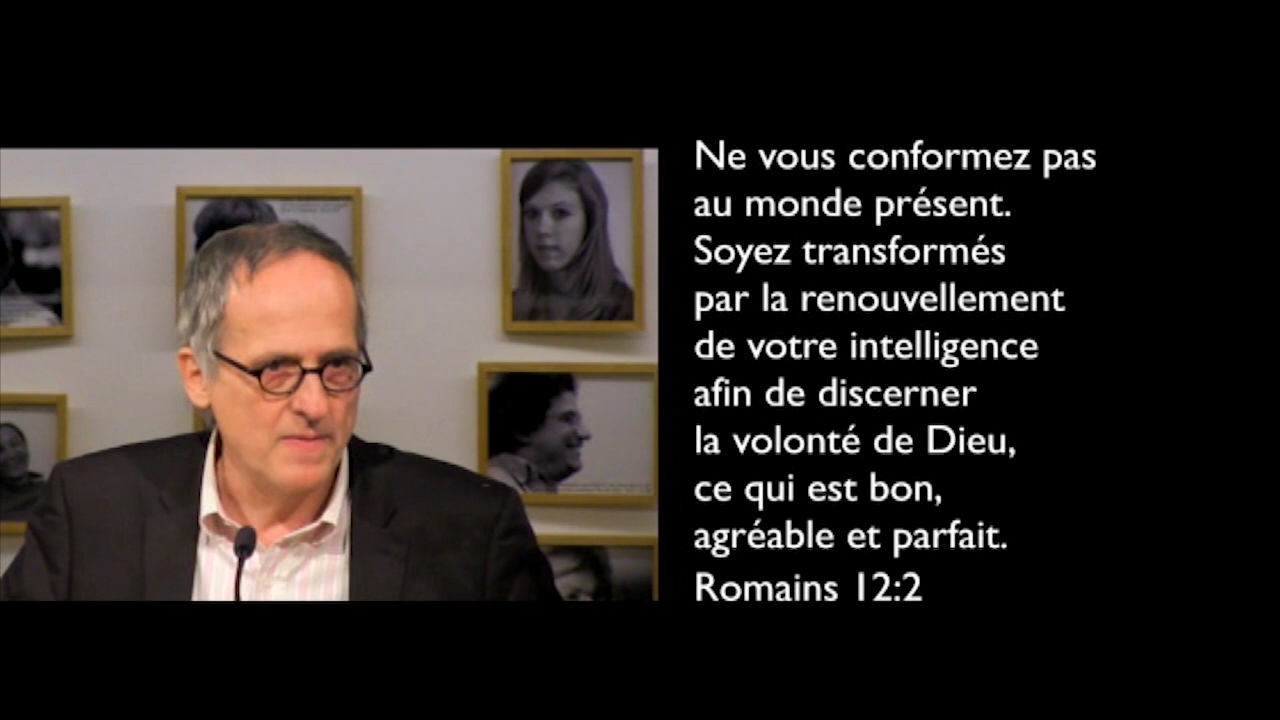 Ne vous conformez pas
au monde présent.
Soyez transformés
par la renouvellement
de votre intelligence
afin de discerner
la volonté de Dieu,
ce qui est bon,
agréable et parfait.
Romains 12:2